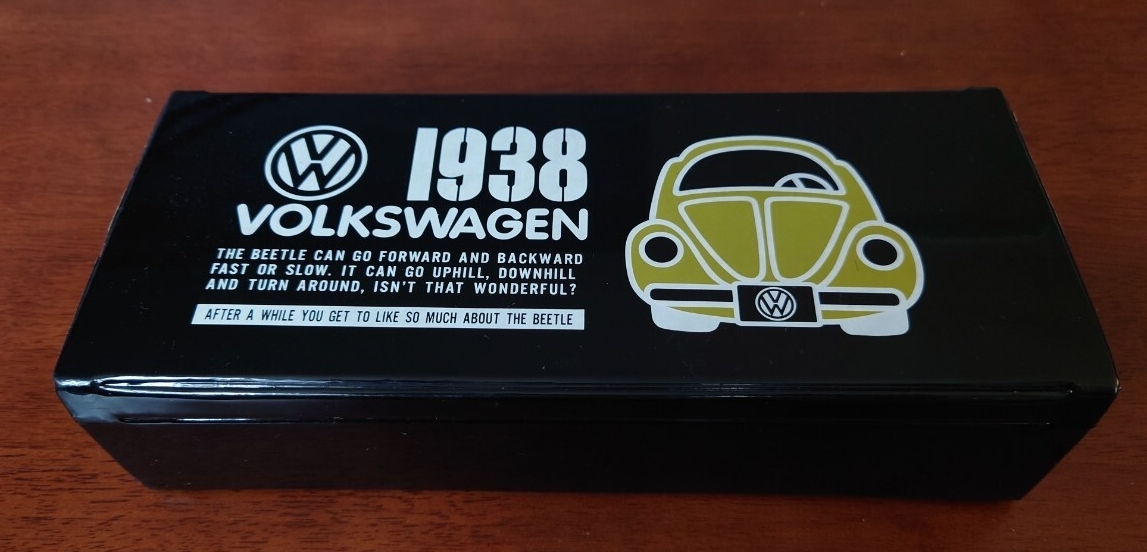 1938
VOLKSWAGEN
THE BEETLE CAN GO FORWARD AND BACKWARD
FAST OR SLOW. IT CAN GO UPHILL, DOWNHILL
AND TURN AROUND, ISN'T THAT WONDERFUL?
AFTER A WHILE YOU GET TO LIKE SO MUCH ABOUT THE BEETLE